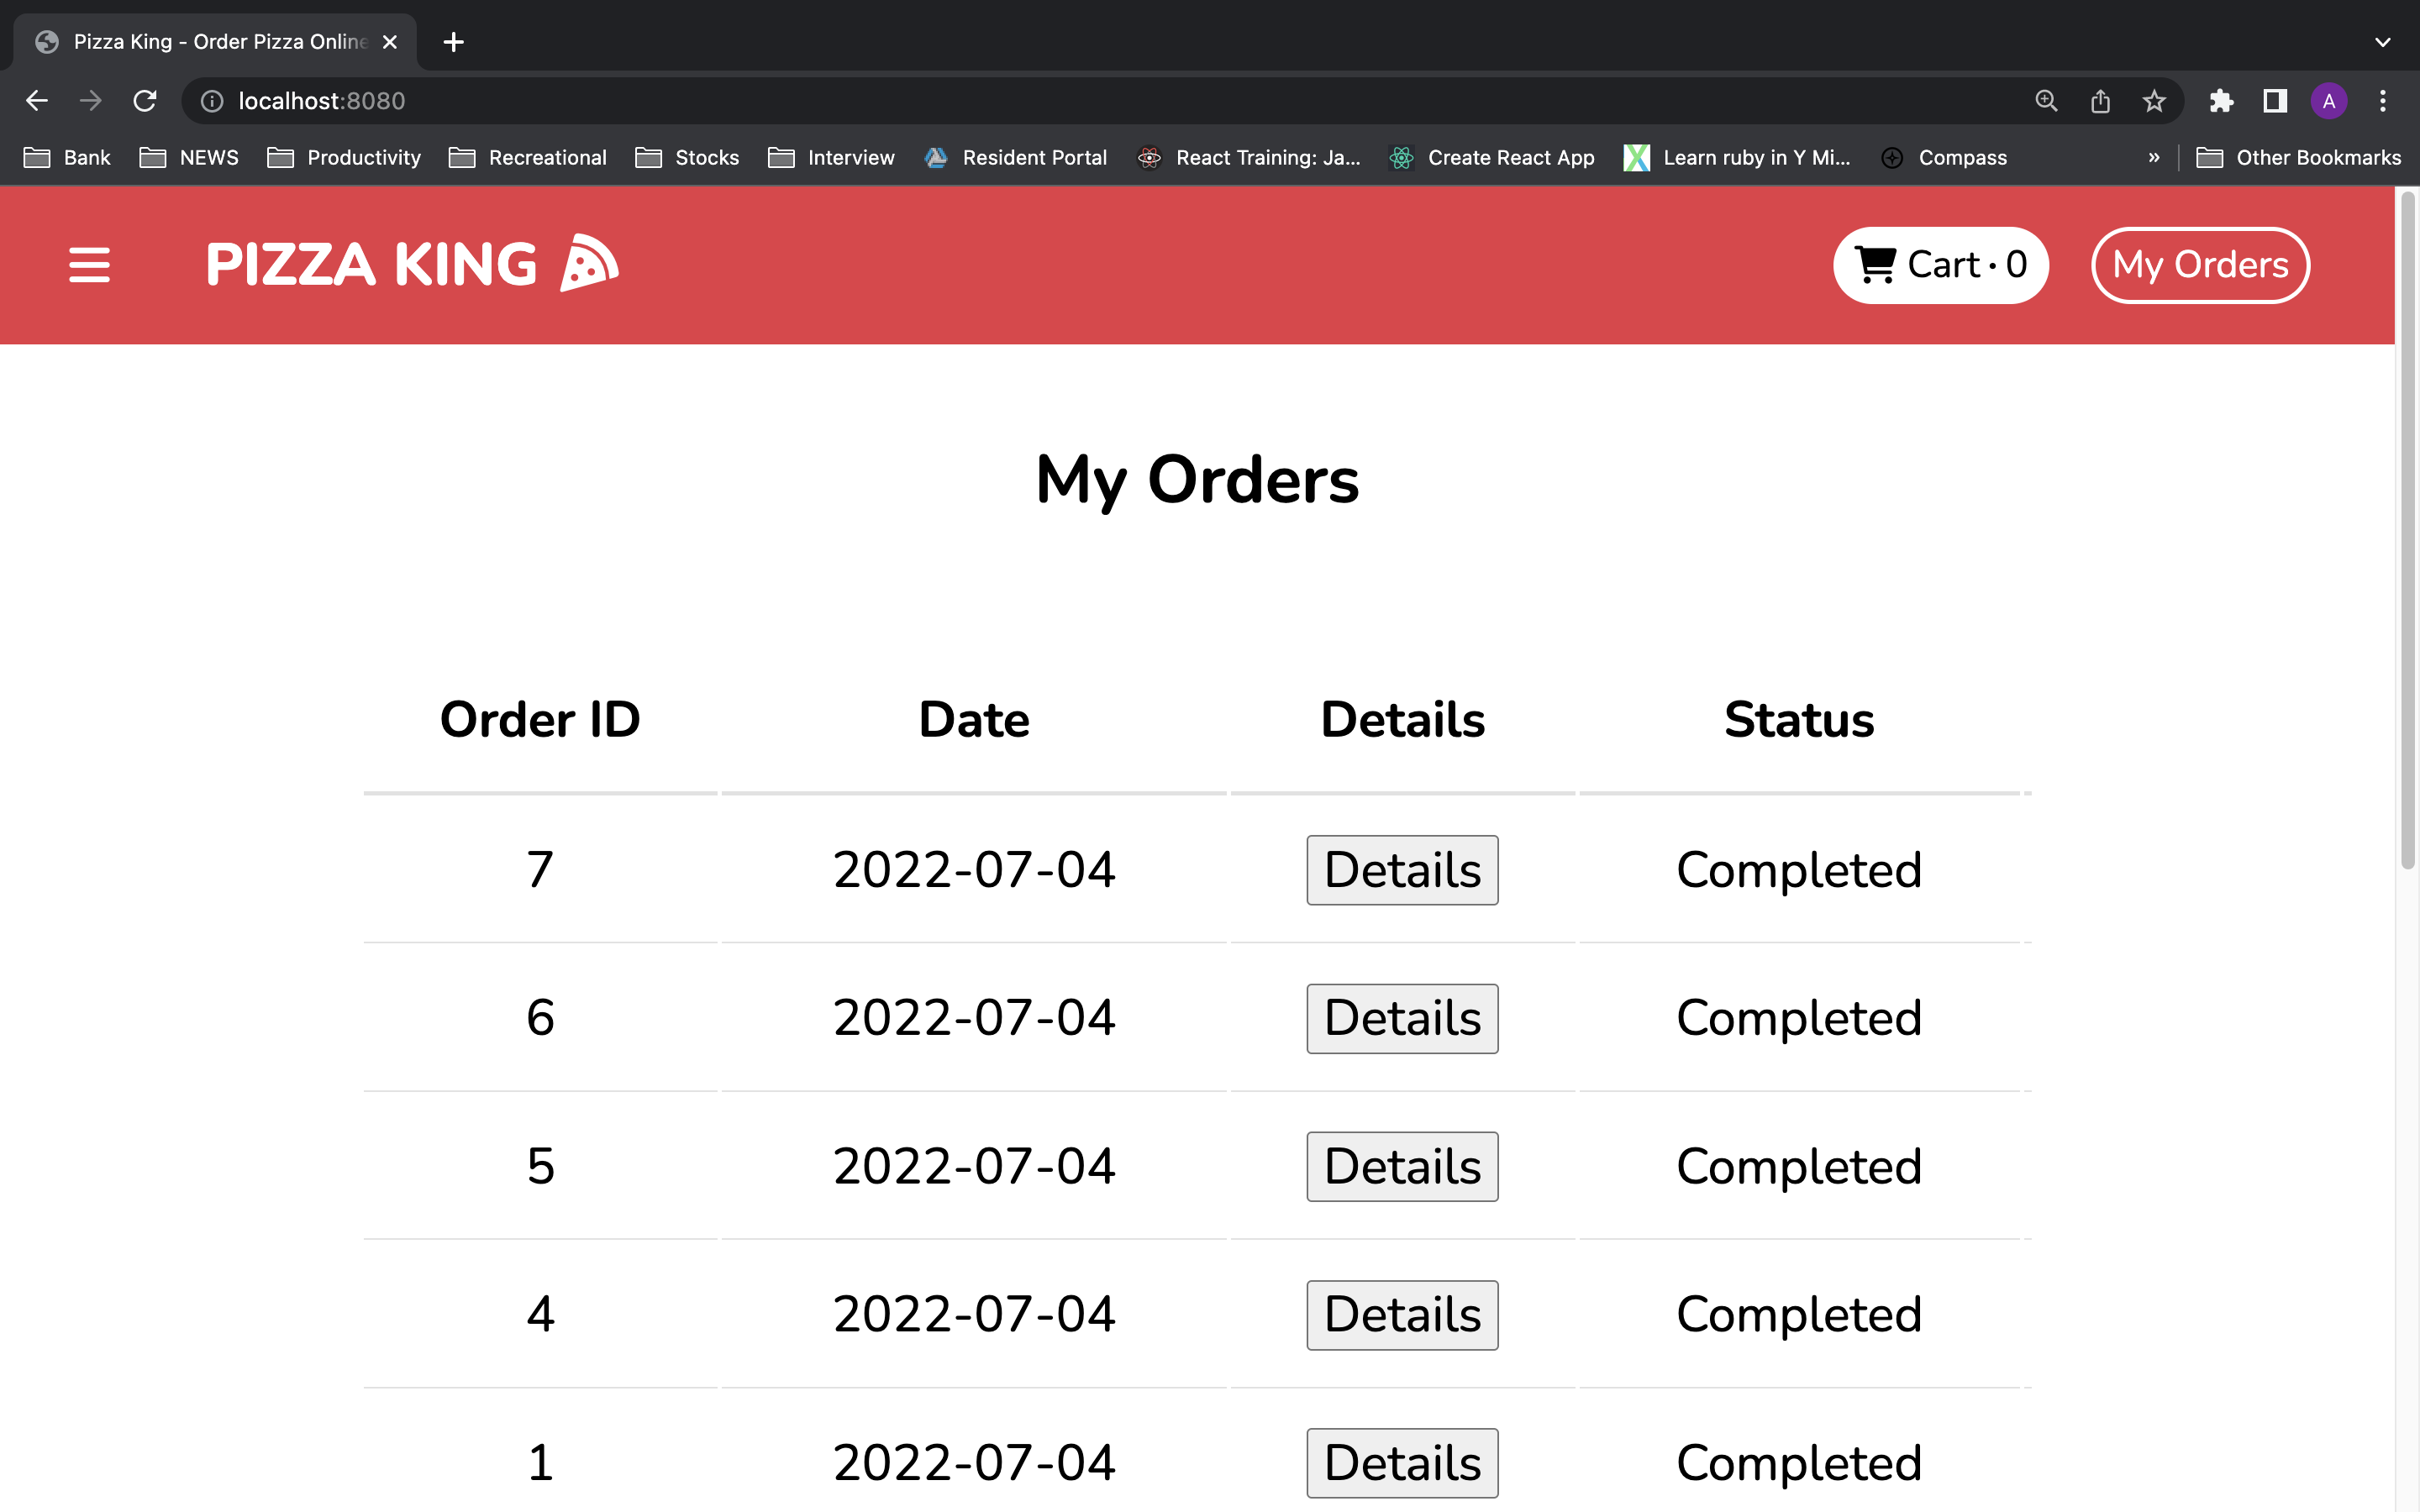 Pizza King - Order Pizza Online
localhost:8080
A
Bank NEWS Productivity Recreational Stocks Interview Resident Portal React Training: Ja... Create React App Learn ruby in Y Mi... Compass » Other Bookmarks
PIZZA KING Cart · 0 My Orders
My Orders
Order ID Date Details Status
7 2022-07-04 Details Completed
6 2022-07-04 Details Completed
5 2022-07-04 Details Completed
4 2022-07-04 Details Completed
1 2022-07-04 Details Completed